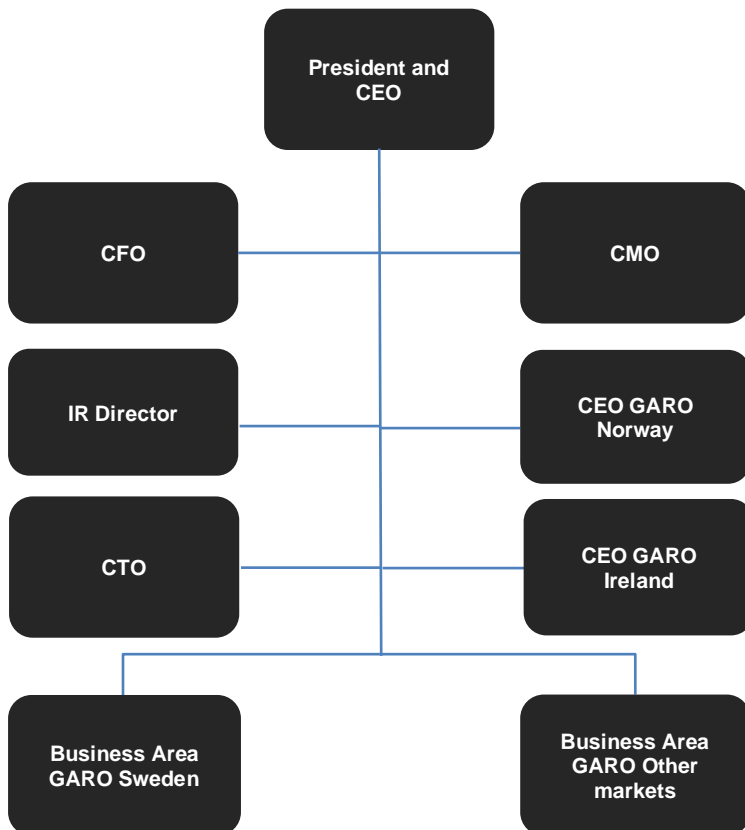 President and
CEO
CFO
CMO
IR Director
CEO GARO
Norway
CTO
CEO GARO
Ireland
Business Area
GARO Sweden
Business Area
GARO Other
markets